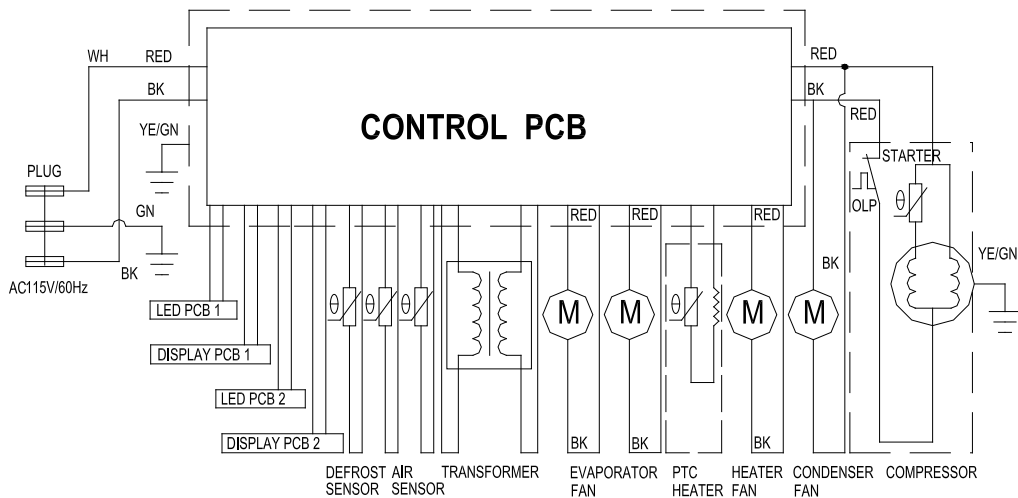 WH
RED
RED
BK
BK
RED
YE/GN
CONTROL PCB
PLUG
STARTER
θ
OLP
GN
RED
RED
RED
RED
YE/GN
BK
BK
AC115V/60Hz
LED PCB 1
θ
θ
θ
M
M
θ
M
M
DISPLAY PCB 1
LED PCB 2
DISPLAY PCB 2
BK
BK
BK
DEFROST SENSOR
AIR SENSOR
TRANSFORMER
EVAPORATOR FAN
PTC HEATER
HEATER FAN
CONDENSER FAN
COMPRESSOR